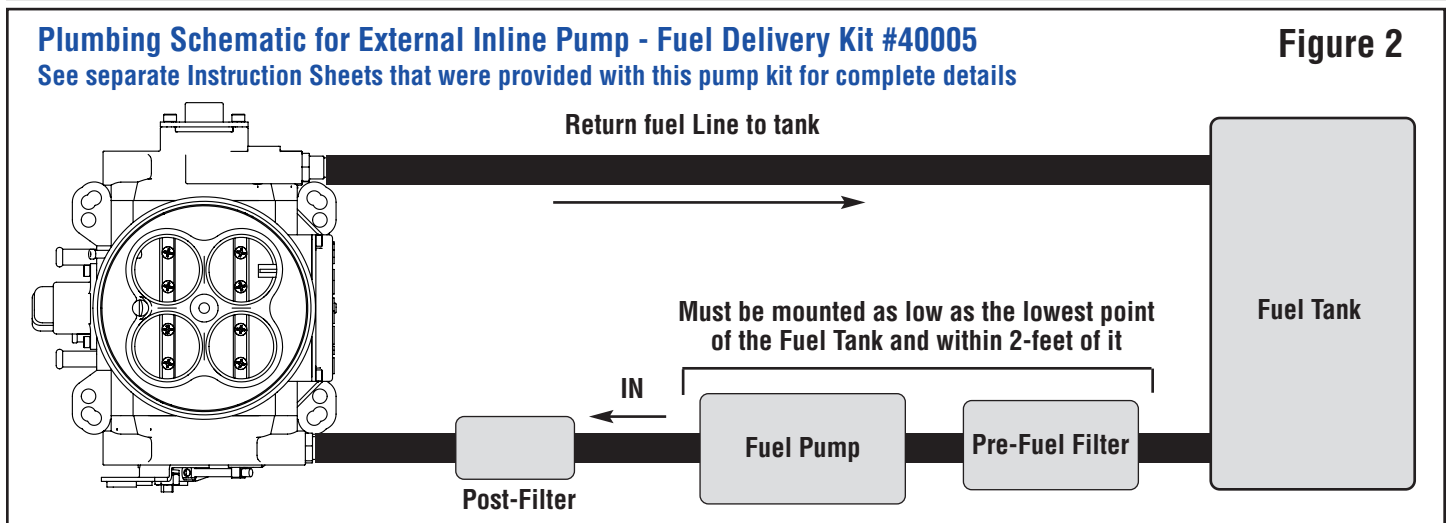 Plumbing Schematic for External Inline Pump - Fuel Delivery Kit #40005
Figure 2
See separate Instruction Sheets that were provided with this pump kit for complete details
Return fuel Line to tank
Fuel Tank
Must be mounted as low as the lowest point
of the Fuel Tank and within 2-feet of it
IN
Fuel Pump
Pre-Fuel Filter
Post-Filter